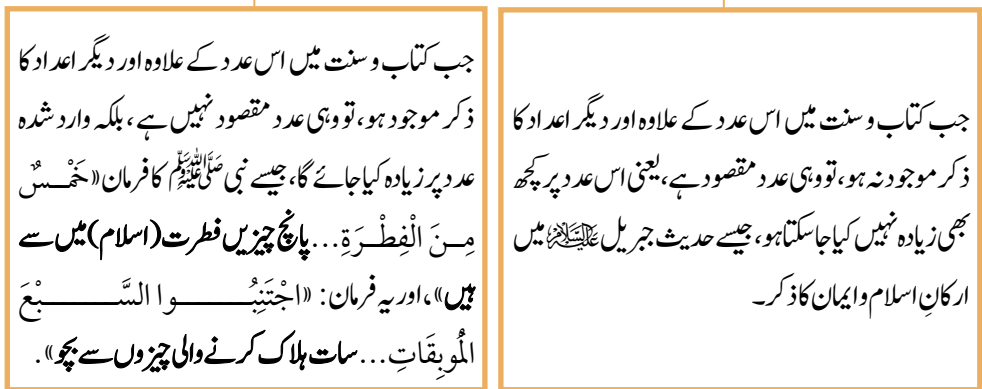 جب کتاب و سنت میں اس عدد کے علاوہ اور دیگر اعداد کا
ذکر موجود نہ ہو، تو وہی عدد مقصود ہے، یعنی اس عدد پر کچھ
بھی زیادہ نہیں کیا جا سکتا ہو، جیسے حدیث جبریل علیہ السلام میں
ارکانِ اسلام و ایمان کا ذکر۔
جب کتاب و سنت میں اس عدد کے علاوہ اور دیگر اعداد کا
ذکر موجود ہو، تو وہی عدد مقصود نہیں ہے، بلکہ وارد شدہ
عدد پر زیادہ کیا جائے گا، جیسے نبی ﷺ کا فرمان «خَمْسٌ
مِنَ الْفِطْرَةِ... پانچ چیزیں فطرت (اسلام) میں سے
ہیں»، اور یہ فرمان: «اجْتَنِبُوا السَّبْعَ
الْمُوبِقَاتِ... سات ہلاک کرنے والی چیزوں سے بچو».